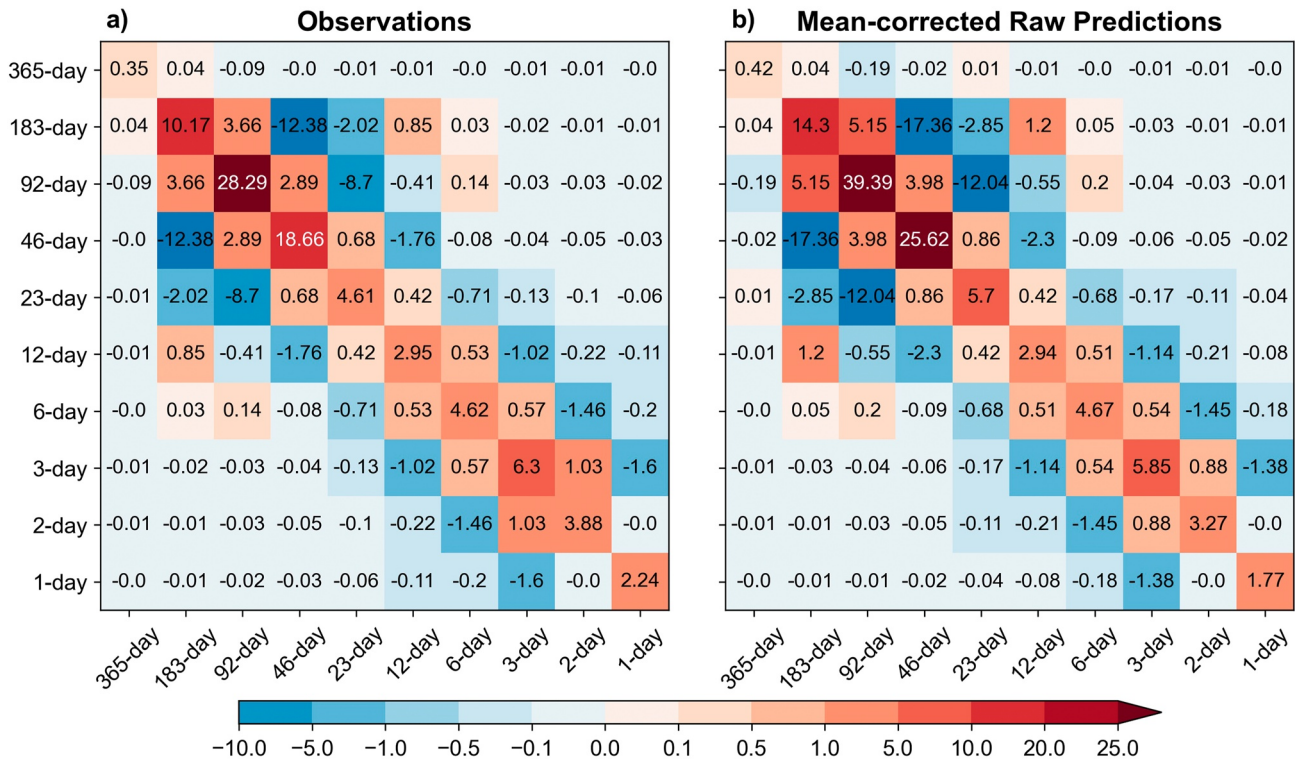 a) Observations
b) Mean-corrected Raw Predictions
365-day 0.35 0.04 -0.09 -0.0 -0.01 -0.01 -0.0 -0.01 -0.01 -0.0 0.42 0.04 -0.19 -0.02 0.01 -0.01 -0.0 -0.01 -0.01 -0.0
183-day 0.04 10.17 3.66 -12.38 -2.02 0.85 0.03 -0.02 -0.01 -0.01 0.04 14.3 5.15 -17.36 -2.85 1.2 0.05 -0.03 -0.01 -0.01
92-day -0.09 3.66 28.29 2.89 -8.7 -0.41 0.14 -0.03 -0.03 -0.02 -0.19 5.15 39.39 3.98 -12.04 -0.55 0.2 -0.04 -0.03 -0.01
46-day -0.0 -12.38 2.89 18.66 0.68 -1.76 -0.08 -0.04 -0.05 -0.03 -0.02 -17.36 3.98 25.62 0.86 -2.3 -0.09 -0.06 -0.05 -0.02
23-day -0.01 -2.02 -8.7 0.68 4.61 0.42 -0.71 -0.13 -0.1 -0.06 0.01 -2.85 -12.04 0.86 5.7 0.42 -0.68 -0.17 -0.11 -0.04
12-day -0.01 0.85 -0.41 -1.76 0.42 2.95 0.53 -1.02 -0.22 -0.11 -0.01 1.2 -0.55 -2.3 0.42 2.94 0.51 -1.14 -0.21 -0.08
6-day -0.0 0.03 0.14 -0.08 -0.71 0.53 4.62 0.57 -1.46 -0.2 -0.0 0.05 0.2 -0.09 -0.68 0.51 4.67 0.54 -1.45 -0.18
3-day -0.01 -0.02 -0.03 -0.04 -0.13 -1.02 0.57 6.3 1.03 -1.6 -0.01 -0.03 -0.04 -0.06 -0.17 -1.14 0.54 5.85 0.88 -1.38
2-day -0.01 -0.01 -0.03 -0.05 -0.1 -0.22 -1.46 1.03 3.88 -0.0 -0.01 -0.01 -0.03 -0.05 -0.11 -0.21 -1.45 0.88 3.27 -0.0
1-day -0.0 -0.01 -0.02 -0.03 -0.06 -0.11 -0.2 -1.6 -0.0 2.24 -0.0 -0.01 -0.01 -0.02 -0.04 -0.08 -0.18 -1.38 -0.0 1.77
365-day 183-day 92-day 46-day 23-day 12-day 6-day 3-day 2-day 1-day 365-day 183-day 92-day 46-day 23-day 12-day 6-day 3-day 2-day 1-day
−10.0 −5.0 −1.0 −0.5 −0.1 0.0 0.1 0.5 1.0 5.0 10.0 20.0 25.0